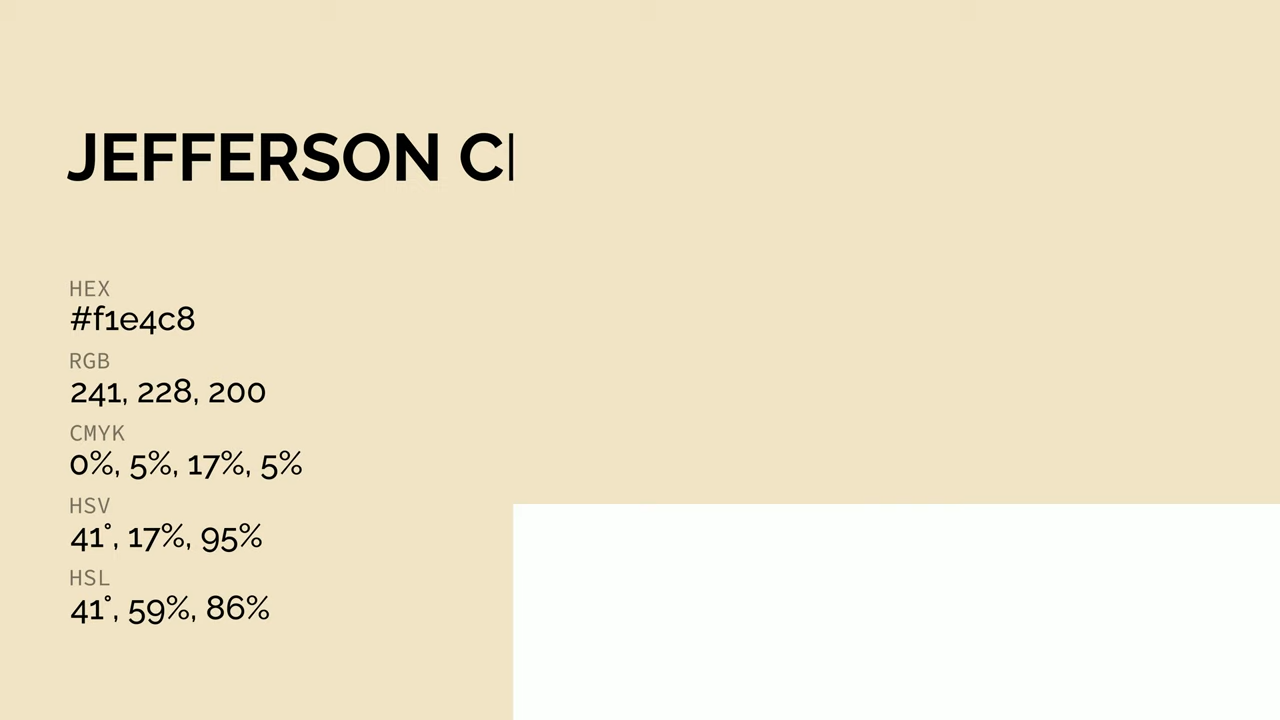 JEFFERSON C
HEX
#f1e4c8
RGB
241, 228, 200
CMYK
0%, 5%, 17%, 5%
HSV
41°, 17%, 95%
HSL
41°, 59%, 86%